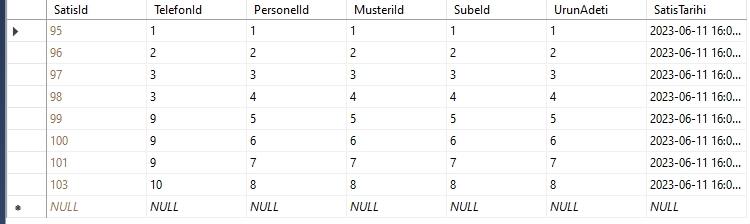 SatisId TelefonId PersonelId MusteriId SubeId UrunAdeti SatisTarihi
95 1 1 1 1 1 2023-06-11 16:0...
96 2 2 2 2 2 2023-06-11 16:0...
97 3 3 3 3 3 2023-06-11 16:0...
98 3 4 4 4 4 2023-06-11 16:0...
99 9 5 5 5 5 2023-06-11 16:0...
100 9 6 6 6 6 2023-06-11 16:0...
101 9 7 7 7 7 2023-06-11 16:0...
103 10 8 8 8 8 2023-06-11 16:0...
NULL NULL NULL NULL NULL NULL NULL